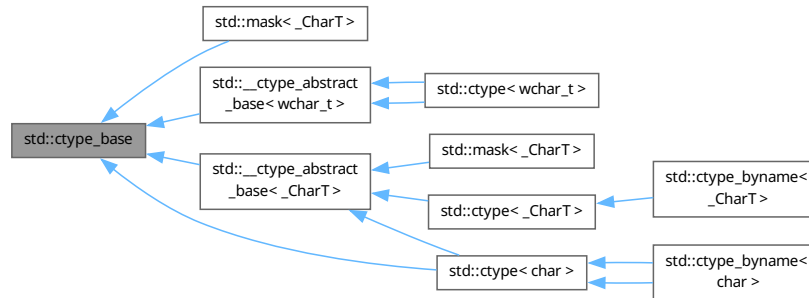 std::mask< _CharT >
std::__ctype_abstract
_base< wchar_t >
std::ctype< wchar_t >
std::ctype_base
std::mask< _CharT >
std::__ctype_abstract
_base< _CharT >
std::ctype_byname<
_CharT >
std::ctype< _CharT >
std::ctype< char >
std::ctype_byname<
char >